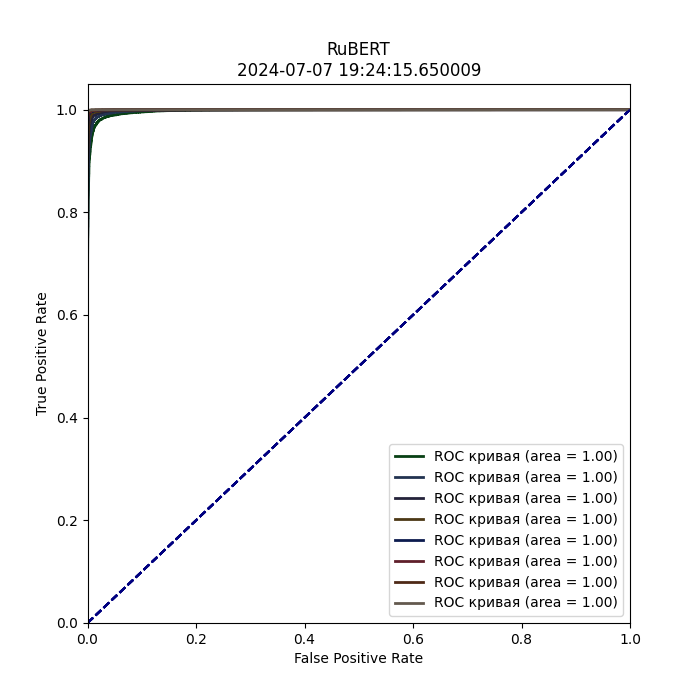 RuBERT
2024-07-07 19:24:15.650009
True Positive Rate
1.0
0.8
0.6
0.4
0.2
0.0
ROC кривая (area = 1.00)
ROC кривая (area = 1.00)
ROC кривая (area = 1.00)
ROC кривая (area = 1.00)
ROC кривая (area = 1.00)
ROC кривая (area = 1.00)
ROC кривая (area = 1.00)
ROC кривая (area = 1.00)
0.0 0.2 0.4 0.6 0.8 1.0
False Positive Rate